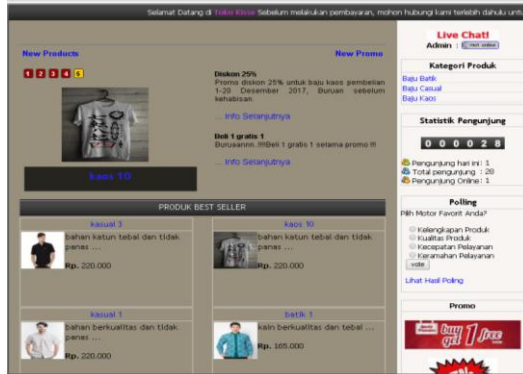 Selamat Datang di Toko Kisse Sebelum melakukan pembayaran, mohon hubungi kami terlebih dahulu untu
New Products
New Promo
1 2 3 4 5
kaos 10
Diskon 25%
Promo diskon 25% untuk baju kaos pembelian
1-20 Desember 2017, Buruan sebelum
kehabisan
... Info Selanjutnya
Beli 1 gratis 1
Buruaannn..!!!Beli 1 gratis 1 selama promo !!!
... Info Selanjutnya
PRODUK BEST SELLER
kasual 3
bahan katun tebal dan tidak
panas ...
Rp. 220.000
kaos 10
bahan katun tebal dan tidak
panas ...
Rp. 220.000
kasual 1
bahan berkualitas dan tidak
panas ...
Rp. 220.000
batik 1
kain berkualitas dan tebal ...
Rp. 165.000
Live Chat!
Admin :
Kategori Produk
Baju Batik
Baju Casual
Baju Kaos
Statistik Pengunjung
0 0 0 0 2 8
Pengunjung hari ini : 1
Total pengunjung : 28
Pengunjung Online : 1
Polling
Pilih Motor Favorit Anda?
Kelengkapan Produk
Kualitas Produk
Kecepatan Pelayanan
Keramahan Pelayanan
vote
Lihat Hasil Poling
Promo
buy 1 get 1 free